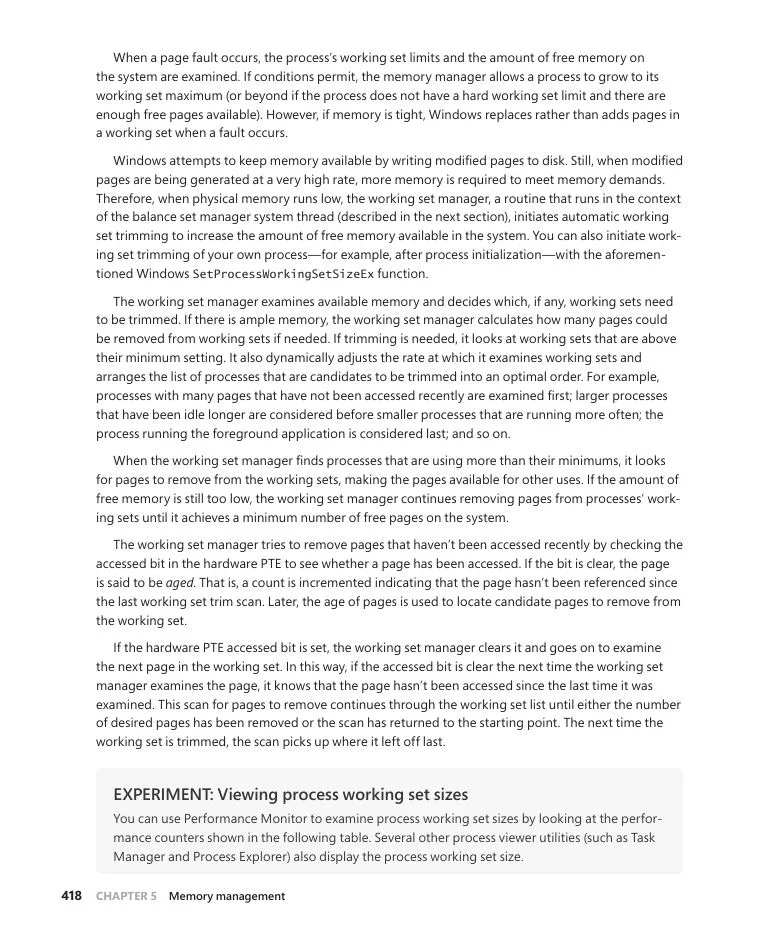 When a page fault occurs, the process’s working set limits and the amount of free memory on
the system are examined. If conditions permit, the memory manager allows a process to grow to its
working set maximum (or beyond if the process does not have a hard working set limit and there are
enough free pages available). However, if memory is tight, Windows replaces rather than adds pages in
a working set when a fault occurs.
Windows attempts to keep memory available by writing modified pages to disk. Still, when modified
pages are being generated at a very high rate, more memory is required to meet memory demands.
Therefore, when physical memory runs low, the working set manager, a routine that runs in the context
of the balance set manager system thread (described in the next section), initiates automatic working
set trimming to increase the amount of free memory available in the system. You can also initiate work-
ing set trimming of your own process—for example, after process initialization—with the aforemen-
tioned Windows SetProcessWorkingSetSizeEx function.
The working set manager examines available memory and decides which, if any, working sets need
to be trimmed. If there is ample memory, the working set manager calculates how many pages could
be removed from working sets if needed. If trimming is needed, it looks at working sets that are above
their minimum setting. It also dynamically adjusts the rate at which it examines working sets and
arranges the list of processes that are candidates to be trimmed into an optimal order. For example,
processes with many pages that have not been accessed recently are examined first; larger processes
that have been idle longer are considered before smaller processes that are running more often; the
process running the foreground application is considered last; and so on.
When the working set manager finds processes that are using more than their minimums, it looks
for pages to remove from the working sets, making the pages available for other uses. If the amount of
free memory is still too low, the working set manager continues removing pages from processes’ work-
ing sets until it achieves a minimum number of free pages on the system.
The working set manager tries to remove pages that haven’t been accessed recently by checking the
accessed bit in the hardware PTE to see whether a page has been accessed. If the bit is clear, the page
is said to be aged. That is, a count is incremented indicating that the page hasn’t been referenced since
the last working set trim scan. Later, the age of pages is used to locate candidate pages to remove from
the working set.
If the hardware PTE accessed bit is set, the working set manager clears it and goes on to examine
the next page in the working set. In this way, if the accessed bit is clear the next time the working set
manager examines the page, it knows that the page hasn’t been accessed since the last time it was
examined. This scan for pages to remove continues through the working set list until either the number
of desired pages has been removed or the scan has returned to the starting point. The next time the
working set is trimmed, the scan picks up where it left off last.
EXPERIMENT: Viewing process working set sizes
You can use Performance Monitor to examine process working set sizes by looking at the perfor-
mance counters shown in the following table. Several other process viewer utilities (such as Task
Manager and Process Explorer) also display the process working set size.
418 CHAPTER 5 Memory management